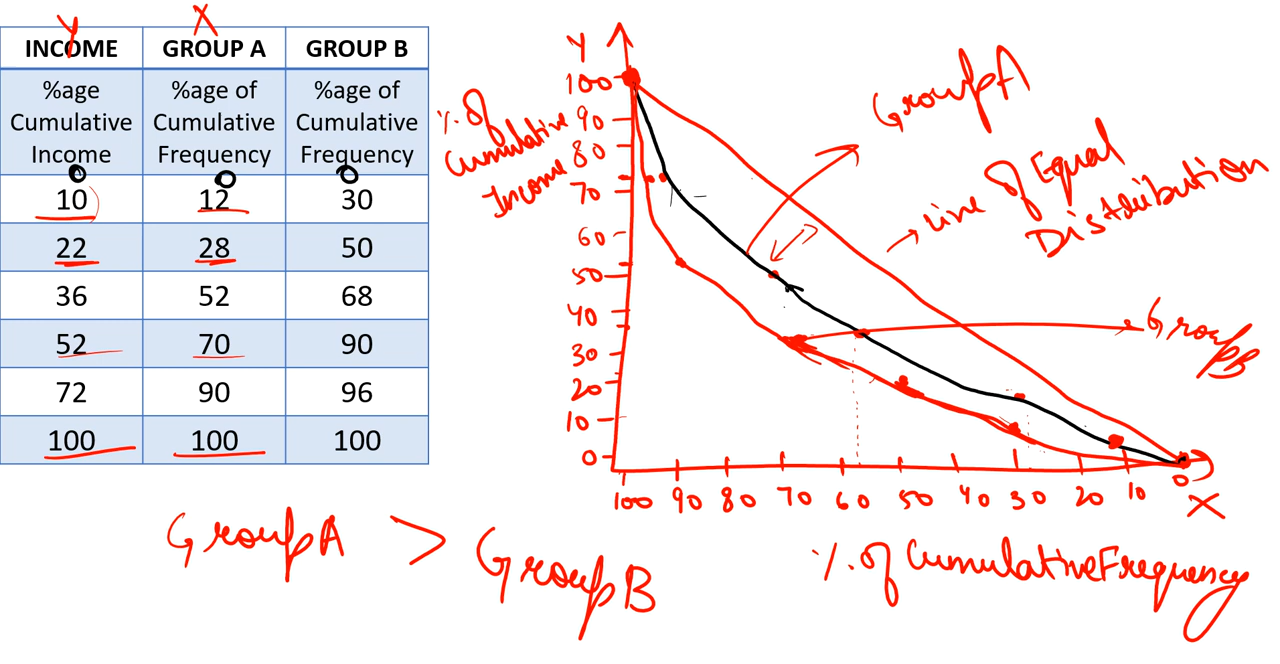 Y X
INCOME GROUP A GROUP B
%age Cumulative Income %age of Cumulative Frequency %age of Cumulative Frequency
10 12 30
22 28 50
36 52 68
52 70 90
72 90 96
100 100 100
Group A > Group B
Y
% of
Cumulative
Income
100
90
80
70
60
50
40
30
20
10
0
100 90 80 70 60 50 40 30 20 10 0
X
% of Cumulative Frequency
Group A
Line of Equal
Distribution
Group B